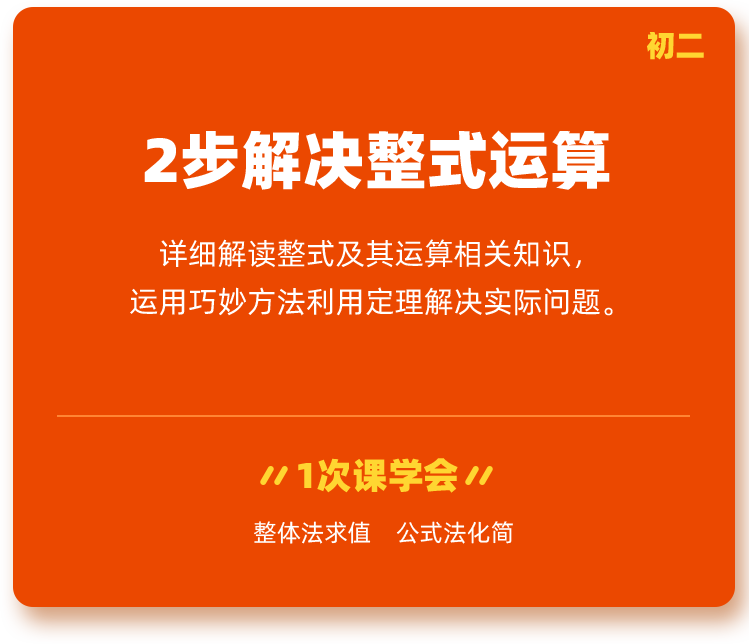 初二
2步解决整式运算
详细解读整式及其运算相关知识，
运用巧妙方法利用定理解决实际问题。
1次课学会
整体法求值 公式法化简